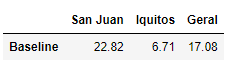 San Juan Iquitos Geral
Baseline 22.82 6.71 17.08